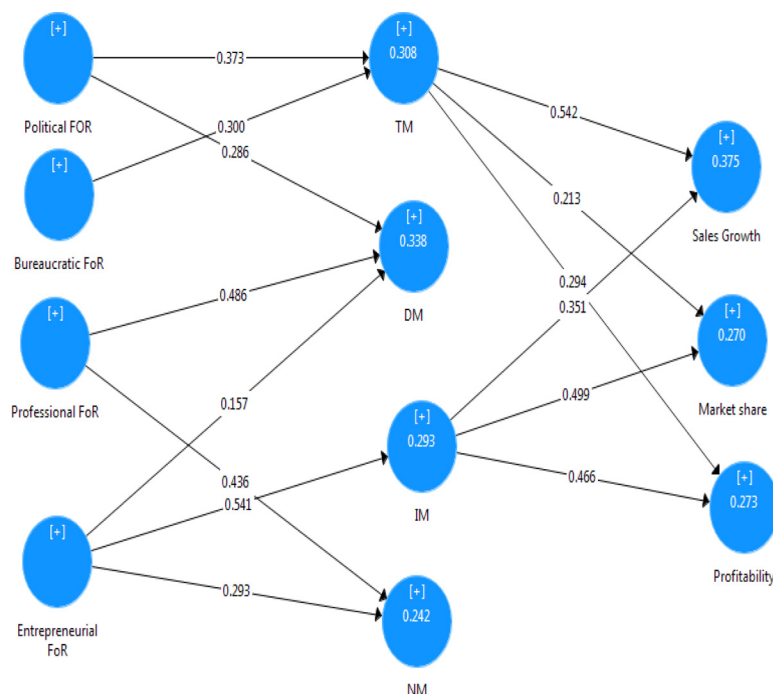 [+]
Political FOR
[+]
Bureaucratic FoR
[+]
Professional FoR
[+]
Entrepreneurial
FoR
0.373
0.300
0.286
0.486
0.157
0.436
0.541
0.293
[+]
0.308
TM
[+]
0.338
DM
[+]
0.293
IM
[+]
0.242
NM
0.542
0.213
0.294
0.351
0.499
0.466
[+]
0.375
Sales Growth
[+]
0.270
Market share
[+]
0.273
Profitability